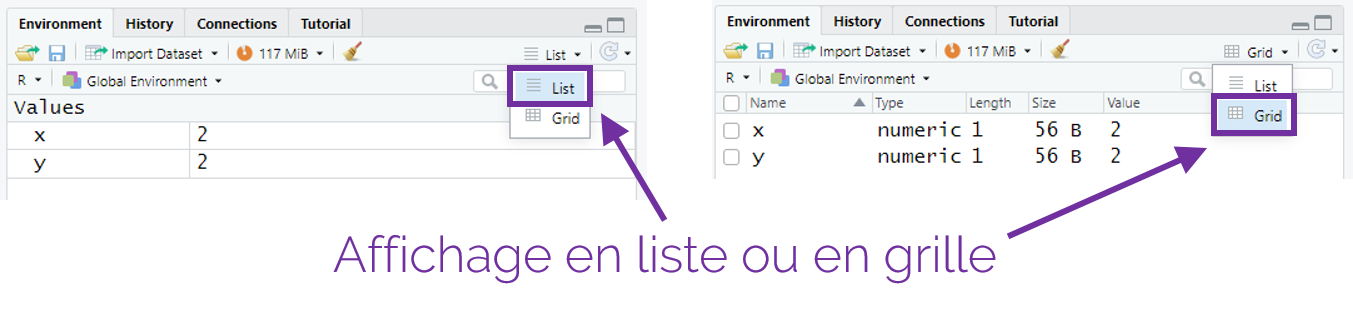 Environment History Connections Tutorial
Import Dataset 117 MiB List
R Global Environment
List
Grid
Values
x 2
y 2
Environment History Connections Tutorial
Import Dataset 117 MiB Grid
R Global Environment
List
Grid
Name Type Length Size Value
x numeric 1 56 B 2
y numeric 1 56 B 2
Affichage en liste ou en grille